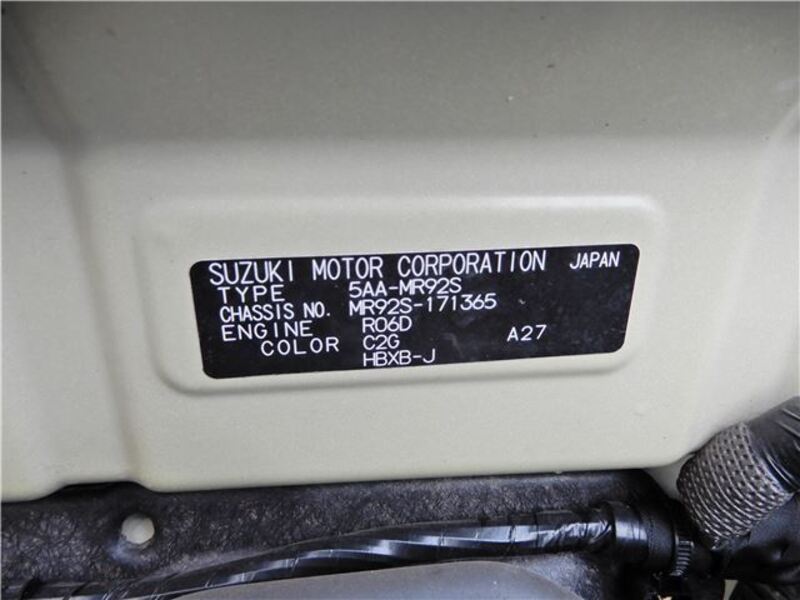 SUZUKI MOTOR CORPORATION JAPAN
TYPE 5AA-MR92S
CHASSIS NO. MR92S-171365
ENGINE R06D A27
COLOR C2G
HBXB-J